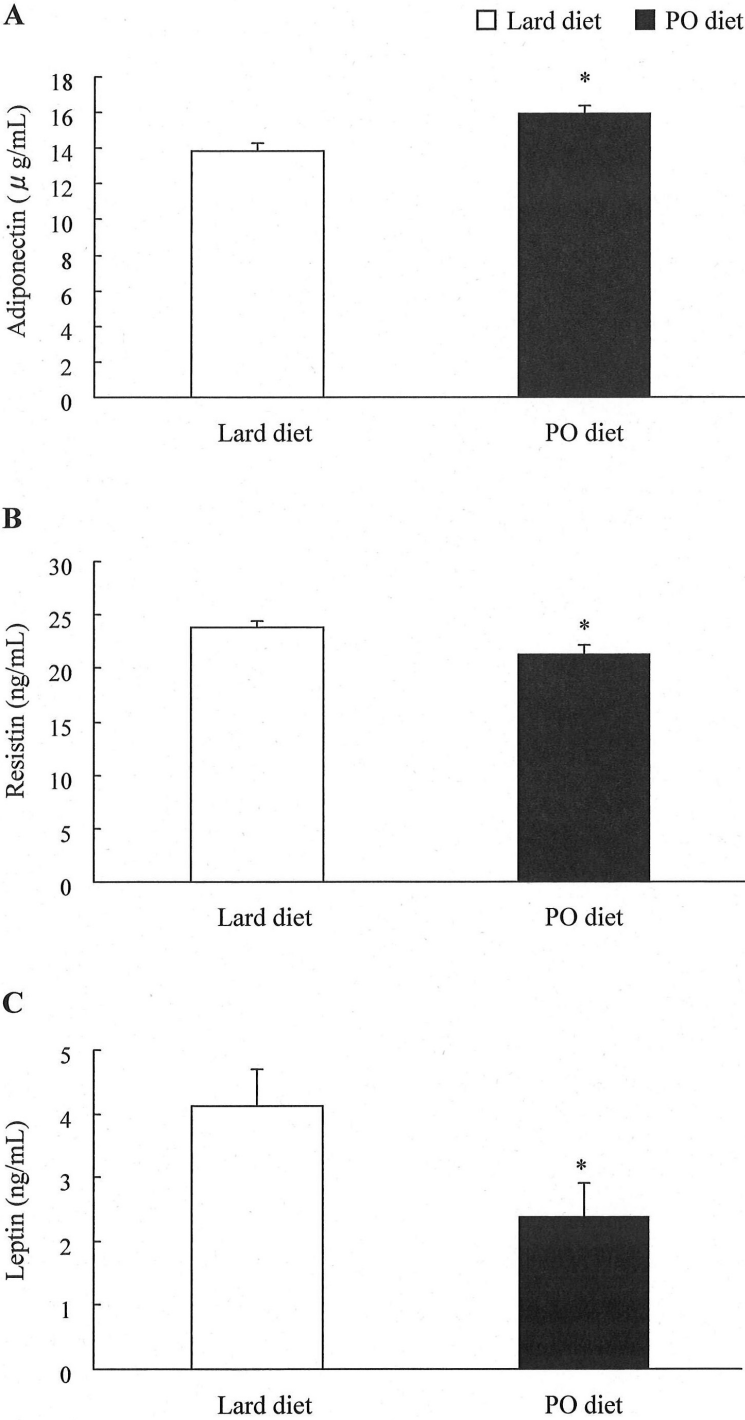 A
Lard diet PO diet
Adiponectin (μg/mL)
18
16
14
12
10
8
6
4
2
0
*
Lard diet PO diet
B
Resistin (ng/mL)
30
25
20
15
10
5
0
*
Lard diet PO diet
C
Leptin (ng/mL)
5
4
3
2
1
0
*
Lard diet PO diet